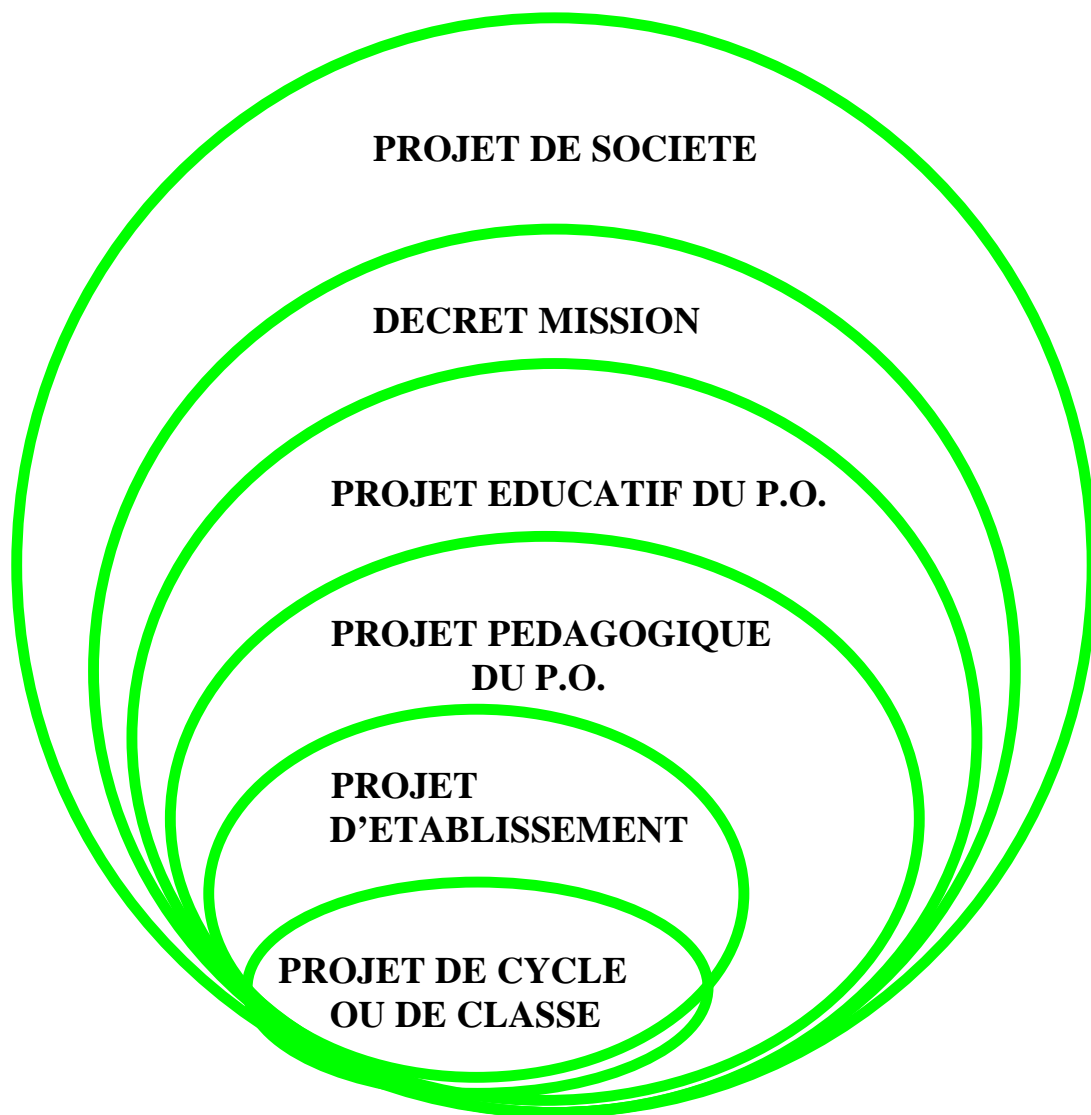 PROJET DE SOCIETE
DECRET MISSION
PROJET EDUCATIF DU P.O.
PROJET PEDAGOGIQUE
DU P.O.
PROJET
D’ETABLISSEMENT
PROJET DE CYCLE
OU DE CLASSE